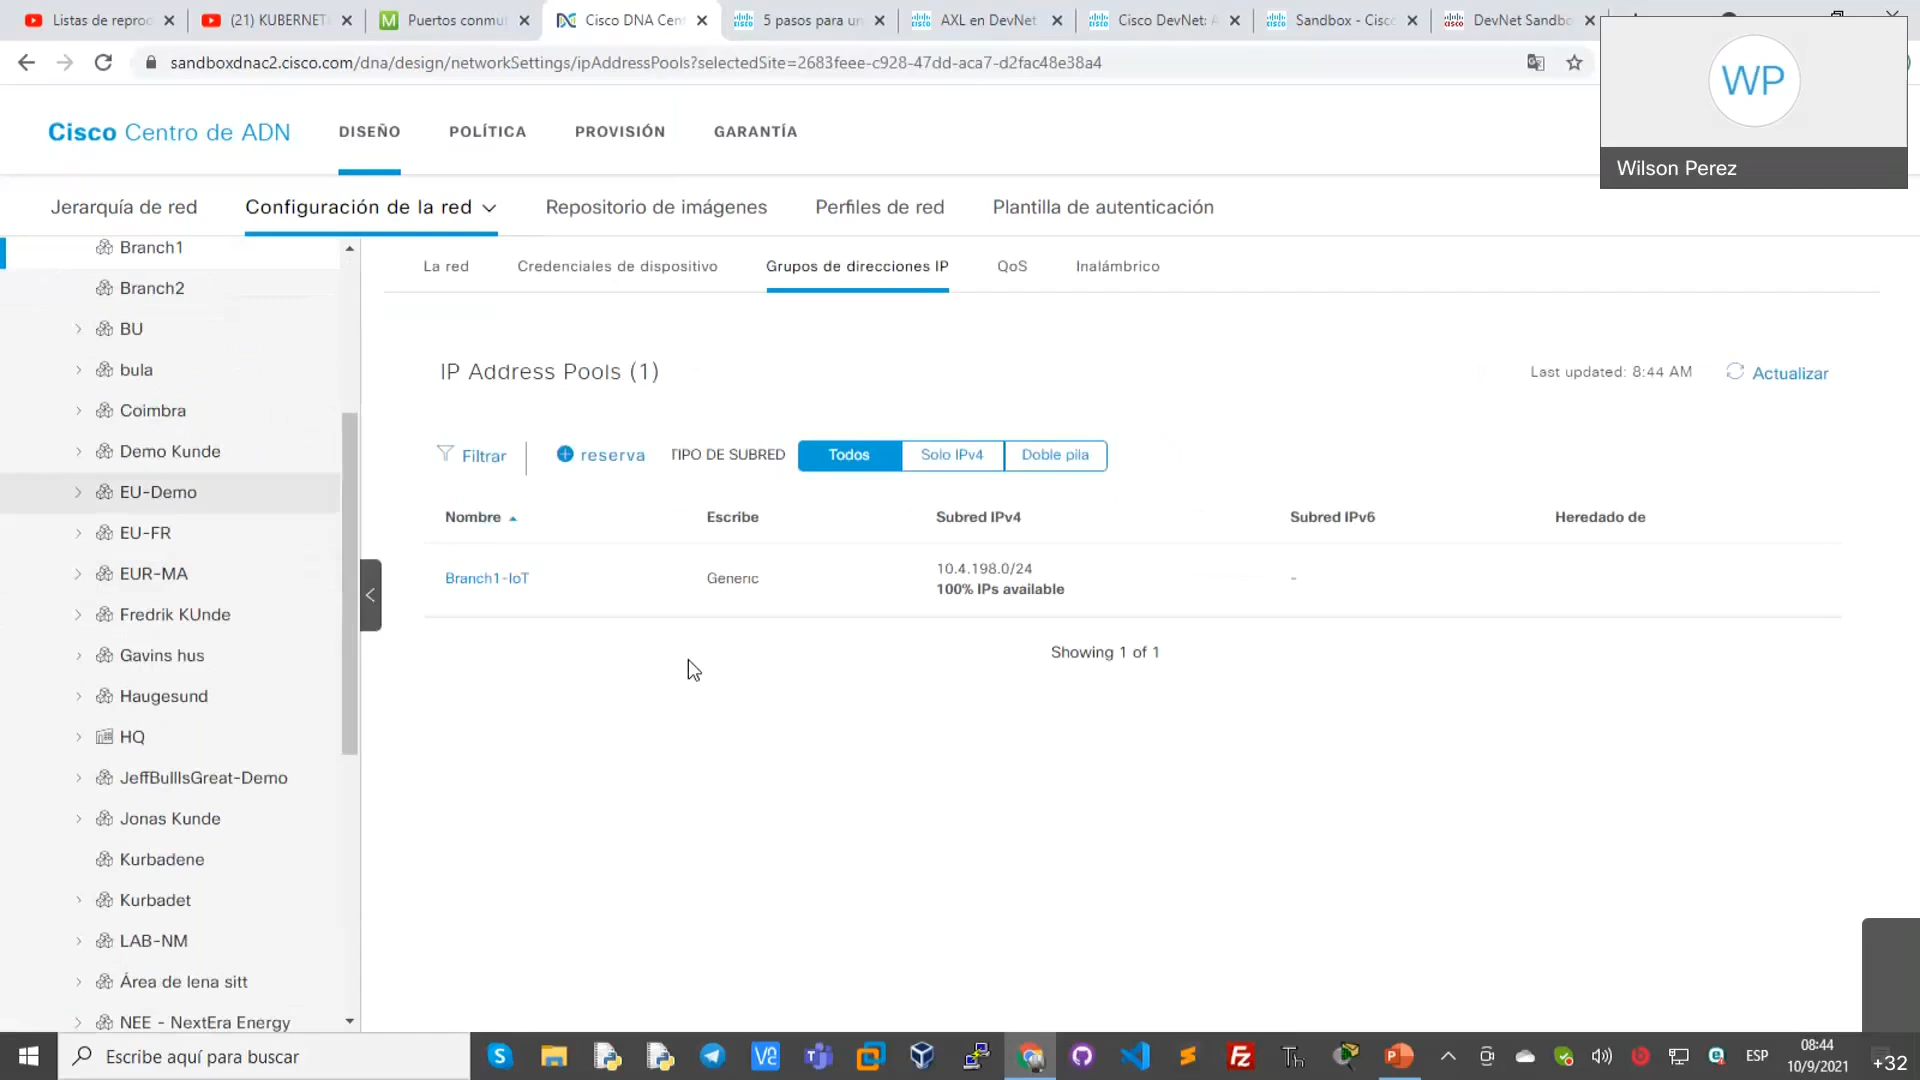 Listas de reproc
(21) KUBERNET
Puertos conmu
Cisco DNA Cen
5 pasos para un
AXL en DevNet
Cisco DevNet: A
Sandbox - Cisco
DevNet Sandbo
sandboxdnac2.cisco.com/dna/design/networkSettings/ipAddressPools?selectedSite=2683feee-c928-47dd-aca7-d2fac48e38a4
WP
Wilson Perez
Cisco Centro de ADN
DISEÑO
POLÍTICA
PROVISIÓN
GARANTÍA
Jerarquía de red
Configuración de la red
Repositorio de imágenes
Perfiles de red
Plantilla de autenticación
Branch1
Branch2
BU
bula
Coimbra
Demo Kunde
EU-Demo
EU-FR
EUR-MA
Fredrik KUnde
Gavins hus
Haugesund
HQ
JeffBullIsGreat-Demo
Jonas Kunde
Kurbadene
Kurbadet
LAB-NM
Área de lena sitt
NEE - NextEra Energy
La red
Credenciales de dispositivo
Grupos de direcciones IP
QoS
Inalámbrico
IP Address Pools (1)
Last updated: 8:44 AM
Actualizar
Filtrar
reserva
TIPO DE SUBRED
Todos
Solo IPv4
Doble pila
Nombre
Escribe
Subred IPv4
Subred IPv6
Heredado de
Branch1-IoT
Generic
10.4.198.0/24
100% IPs available
-
Showing 1 of 1
Escribe aquí para buscar
ESP
08:44
10/9/2021
+32